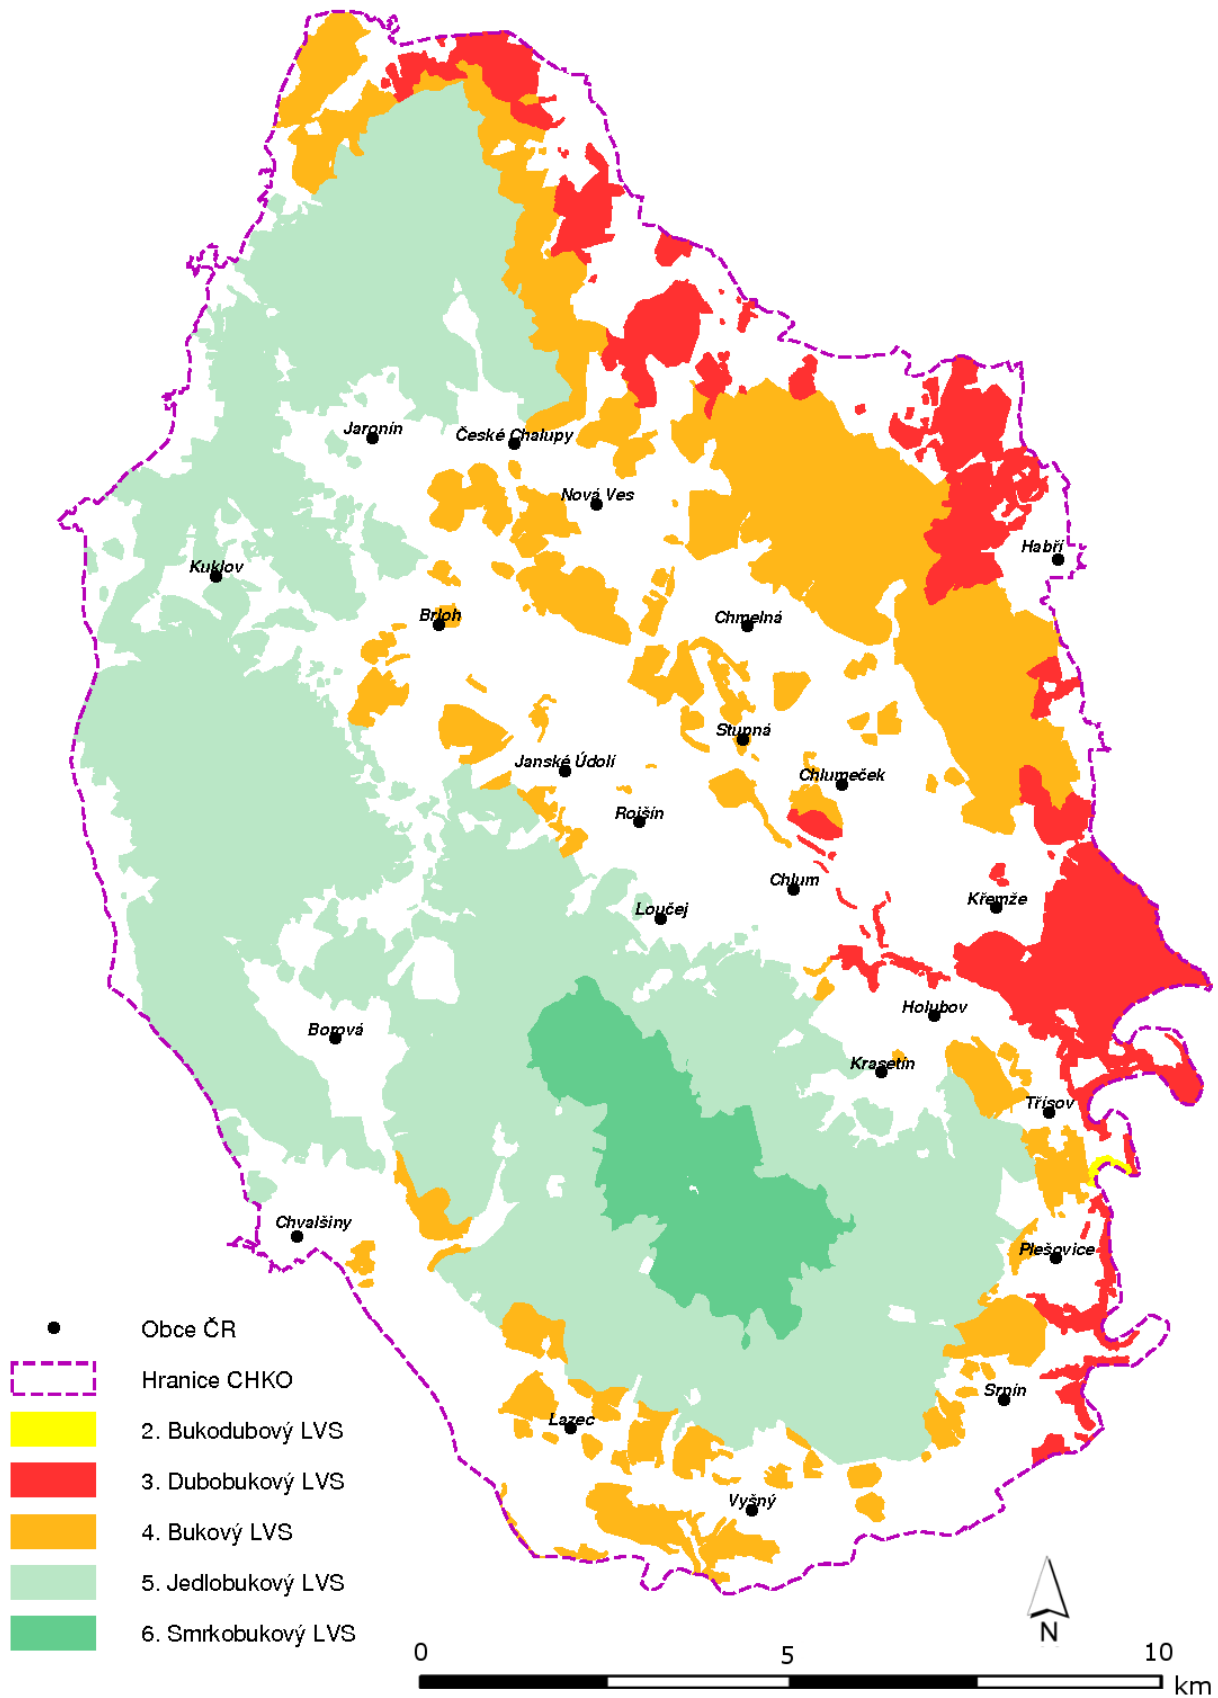 Jaronín
České Chalupy
Nová Ves
Habří
Kuklov
Brloh
Chmelná
Stupná
Janské Údolí
Chlumeček
Rojšín
Chlum
Křemže
Loučej
Holubov
Borová
Krasetín
Třísov
Chvalšiny
Plešovice
Obce ČR
Hranice CHKO
Srnín
2. Bukodubový LVS
Lazec
3. Dubobukový LVS
Vyšný
4. Bukový LVS
5. Jedlobukový LVS
6. Smrkobukový LVS
N
0 5 10
km